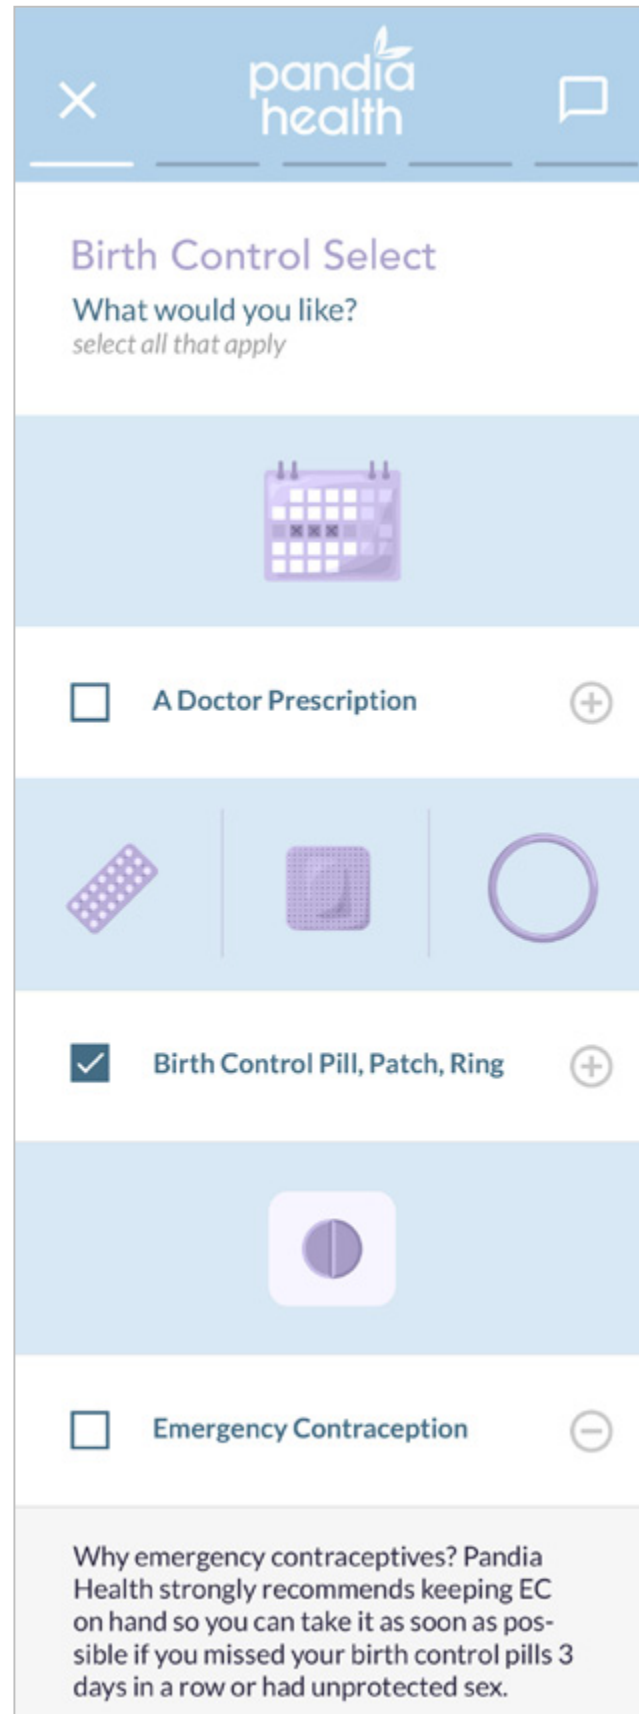 pandia
health
Birth Control Select
What would you like?
select all that apply
A Doctor Prescription
Birth Control Pill, Patch, Ring
Emergency Contraception
Why emergency contraceptives? Pandia
Health strongly recommends keeping EC
on hand so you can take it as soon as pos-
sible if you missed your birth control pills 3
days in a row or had unprotected sex.